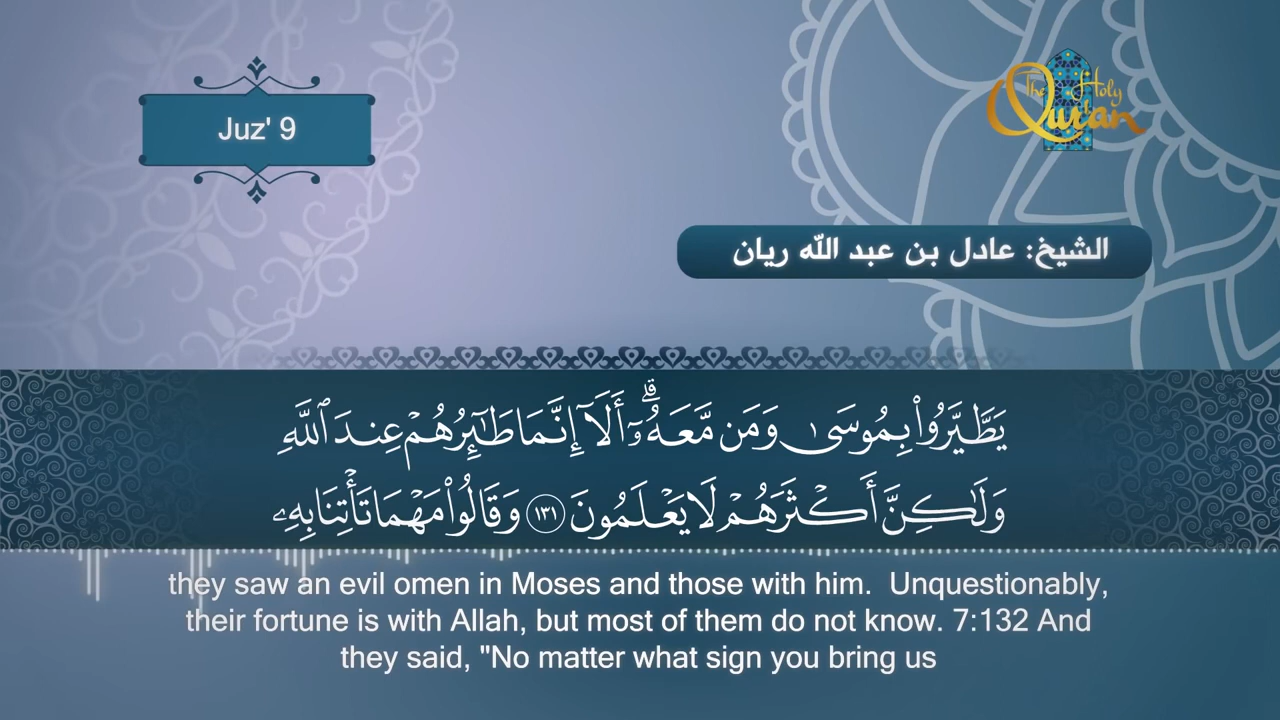 Juz' 9
The Holy Quran
الشيخ: عادل بن عبد الله ريان
يَطَّيَّرُوا۟ بِمُوسَىٰ وَمَن مَّعَهُۥٓ ۗ أَلَآ إِنَّمَا طَـٰٓئِرُهُمْ عِندَ ٱللَّهِ
وَلَـٰكِنَّ أَكْثَرَهُمْ لَا يَعْلَمُونَ ١٣١ وَقَالُوا۟ مَهْمَا تَأْتِنَا بِهِۦ
they saw an evil omen in Moses and those with him.  Unquestionably,
their fortune is with Allah, but most of them do not know. 7:132 And
they said, "No matter what sign you bring us